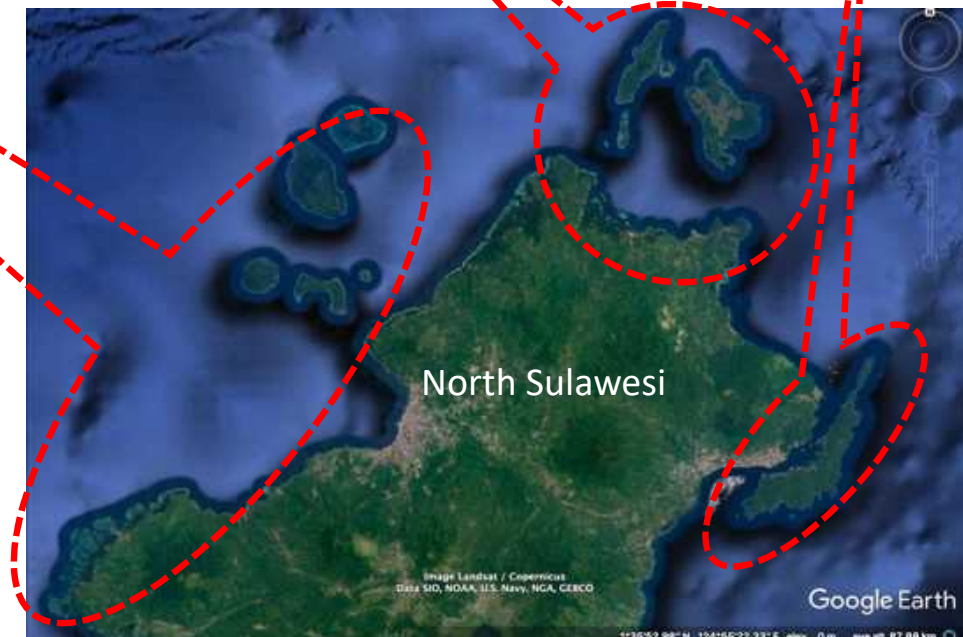 N
North Sulawesi
Image Landsat / Copernicus
Data SIO, NOAA, U.S. Navy, NGA, GEBCO
Google Earth